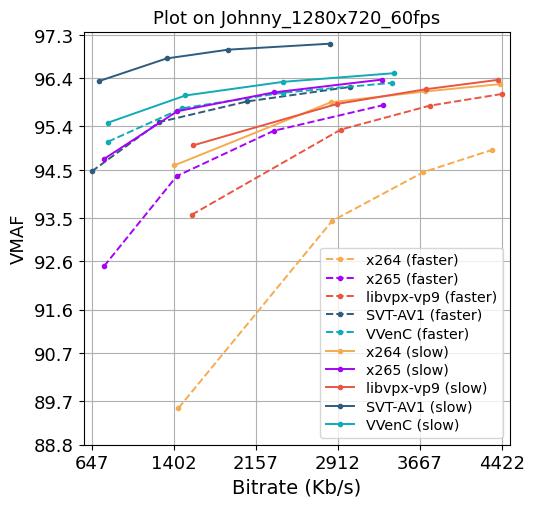 Plot on Johnny_1280x720_60fps
97.3
96.4
95.4
94.5
93.5
92.6
91.6
90.7
89.7
88.8
VMAF
x264 (faster)
x265 (faster)
libvpx-vp9 (faster)
SVT-AV1 (faster)
VVenC (faster)
x264 (slow)
x265 (slow)
libvpx-vp9 (slow)
SVT-AV1 (slow)
VVenC (slow)
647 1402 2157 2912 3667 4422
Bitrate (Kb/s)